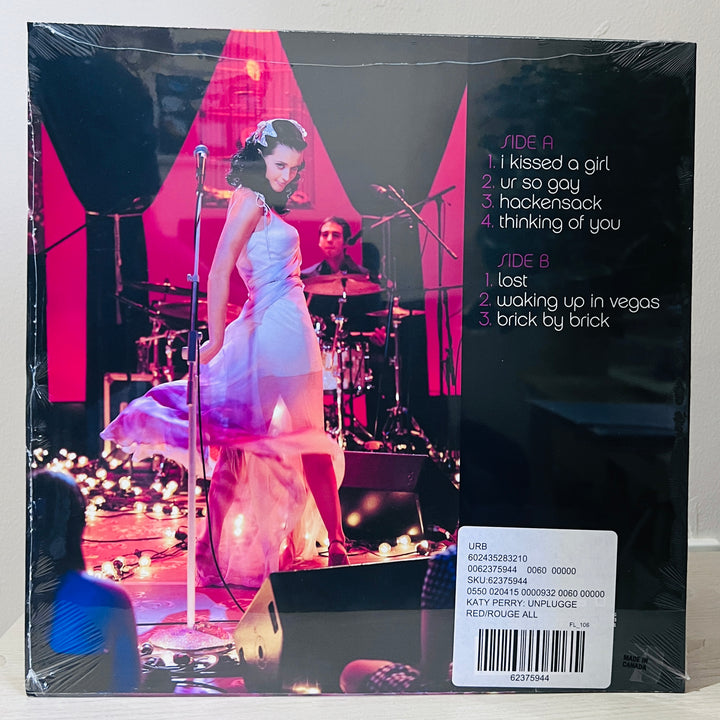 SIDE A
1. i kissed a girl
2. ur so gay
3. hackensack
4. thinking of you
SIDE B
1. lost
2. waking up in vegas
3. brick by brick
URB
602435283210
0062375944 0060 00000
SKU:62375944
0550 020415 0000932 0060 00000
KATY PERRY: UNPLUGGE
RED/ROUGE ALL
FL_106
62375944
MADE IN
CANADA